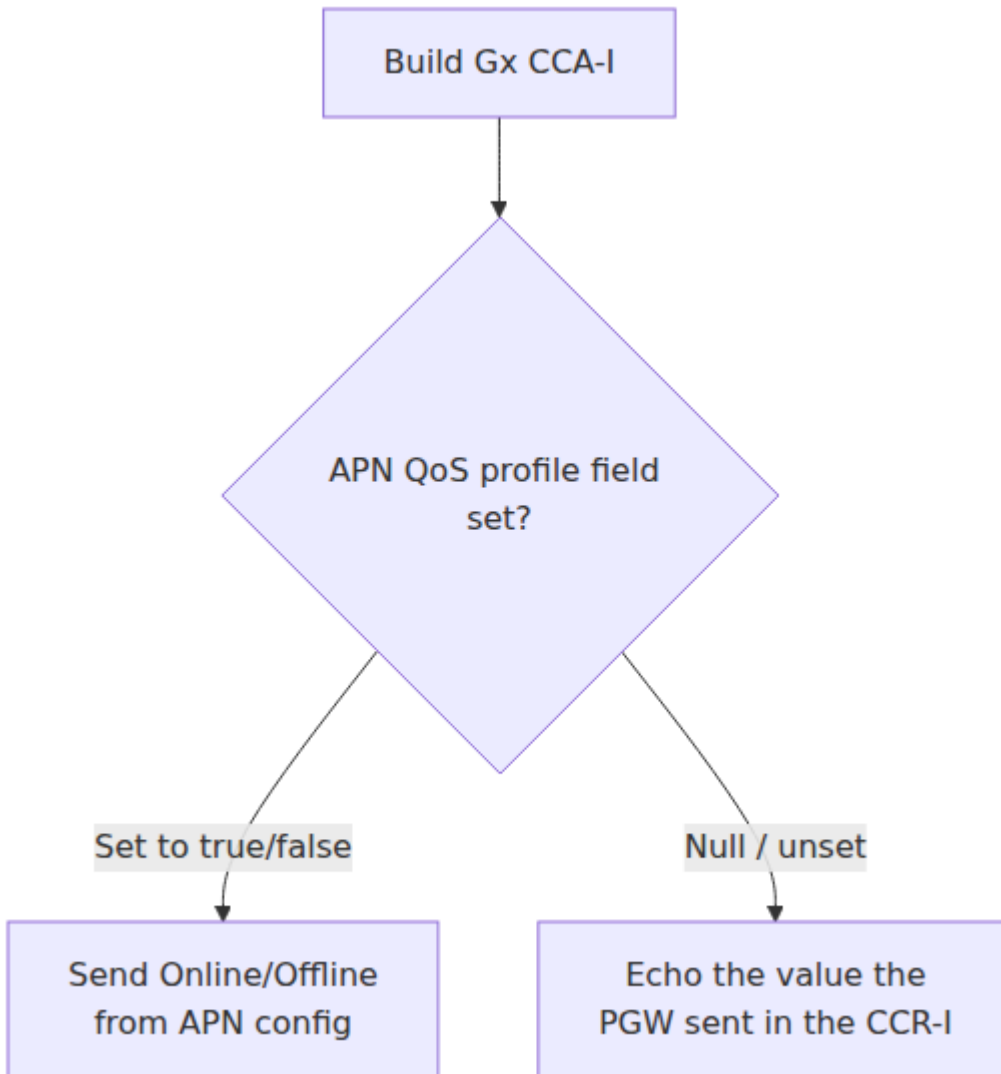 Build Gx CCA-I
APN QoS profile field
set?
Set to true/false
Null / unset
Send Online/Offline
from APN config
Echo the value the
PGW sent in the CCR-I